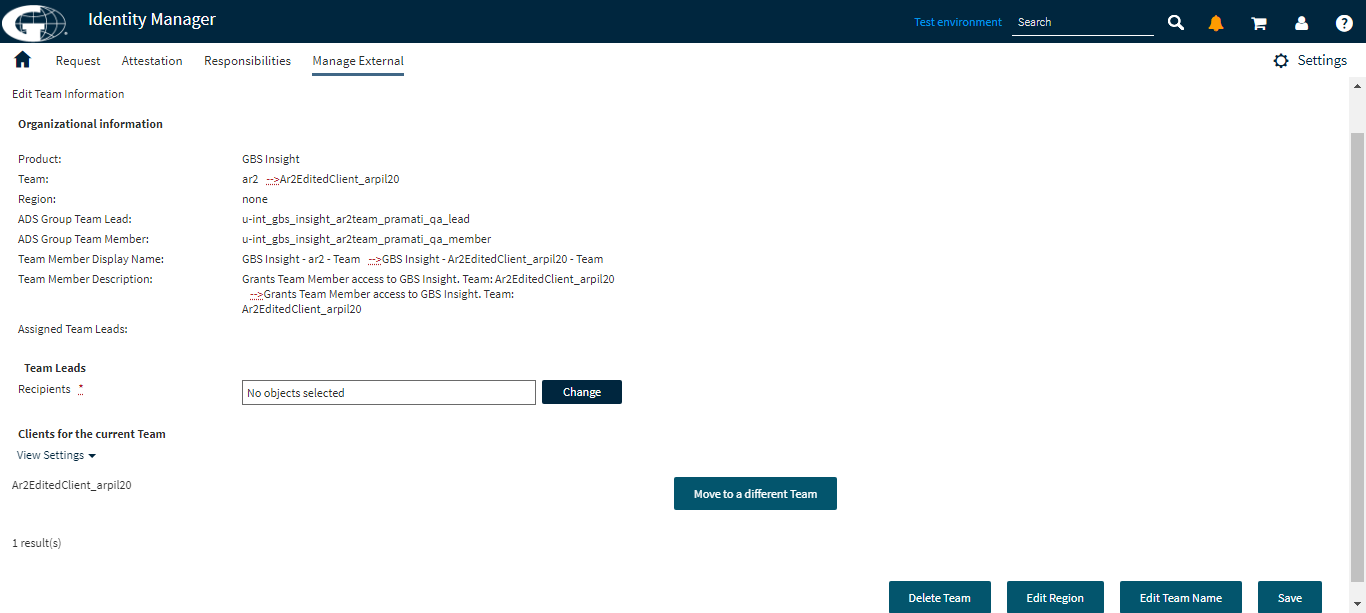 Identity Manager
Test environment
Search
Request Attestation Responsibilities Manage External
Settings
Edit Team Information
Organizational information
Product: GBS Insight
Team: ar2 -->Ar2EditedClient_arpil20
Region: none
ADS Group Team Lead: u-int_gbs_insight_ar2team_pramati_qa_lead
ADS Group Team Member: u-int_gbs_insight_ar2team_pramati_qa_member
Team Member Display Name: GBS Insight - ar2 - Team -->GBS Insight - Ar2EditedClient_arpil20 - Team
Team Member Description: Grants Team Member access to GBS Insight. Team: Ar2EditedClient_arpil20
-->Grants Team Member access to GBS Insight. Team:
Ar2EditedClient_arpil20
Assigned Team Leads:
Team Leads
Recipients * No objects selected Change
Clients for the current Team
View Settings
Ar2EditedClient_arpil20 Move to a different Team
1 result(s)
Delete Team Edit Region Edit Team Name Save